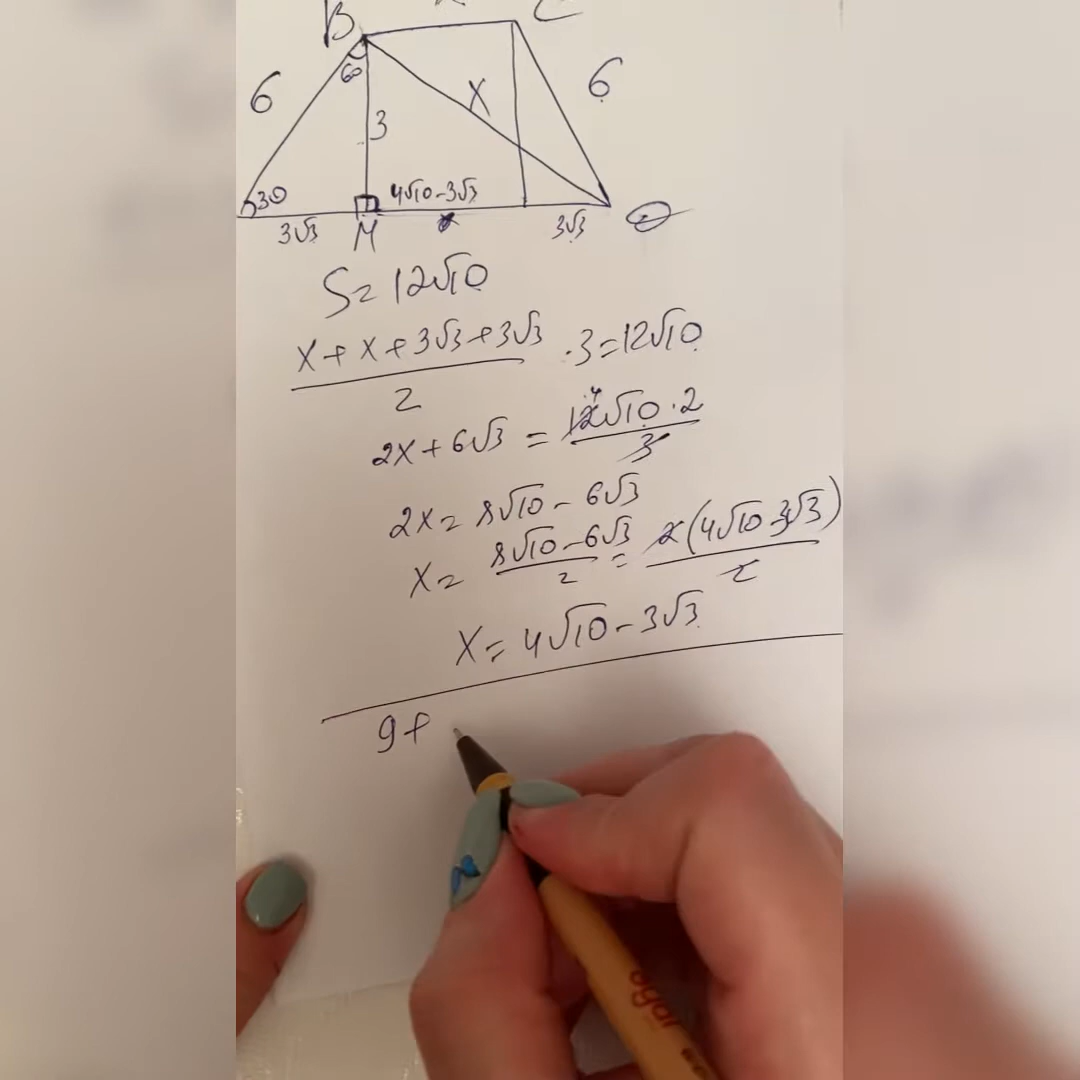 B C
6 60 X 6
3
30 4√10-3√3
3√3 M 3√3
S= 12√10
(x+x+3√3+3√3)/2 · 3=12√10
2x+6√3 = (12√10·2)/3
2x= 8√10-6√3
x= (8√10-6√3)/2 = 2(4√10-3√3)/2
x= 4√10-3√3
9+